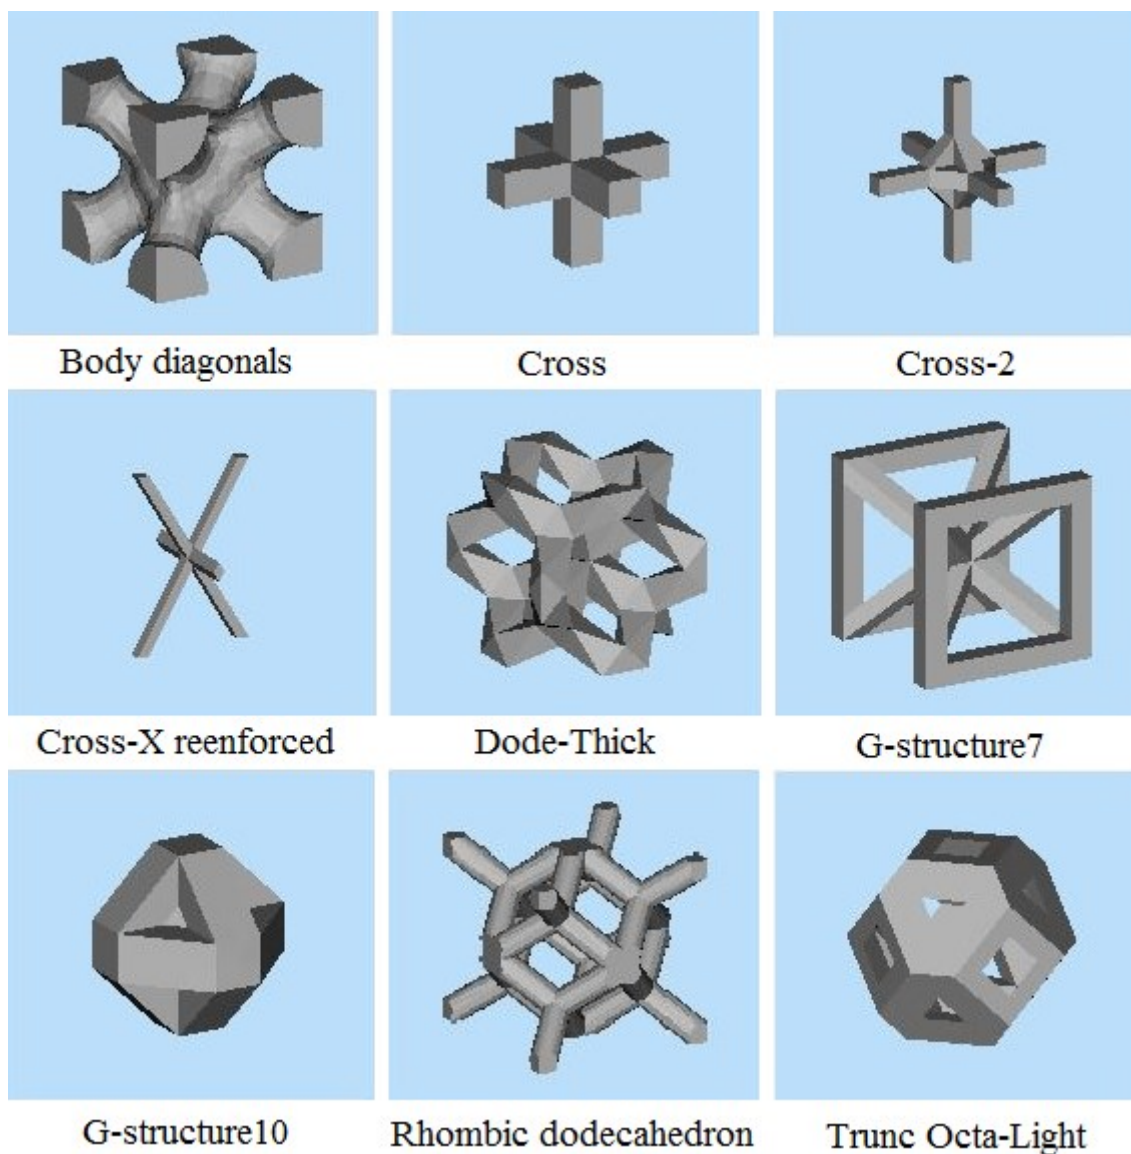 Body diagonals
Cross
Cross-2
Cross-X reenforced
Dode-Thick
G-structure7
G-structure10
Rhombic dodecahedron
Trunc Octa-Light